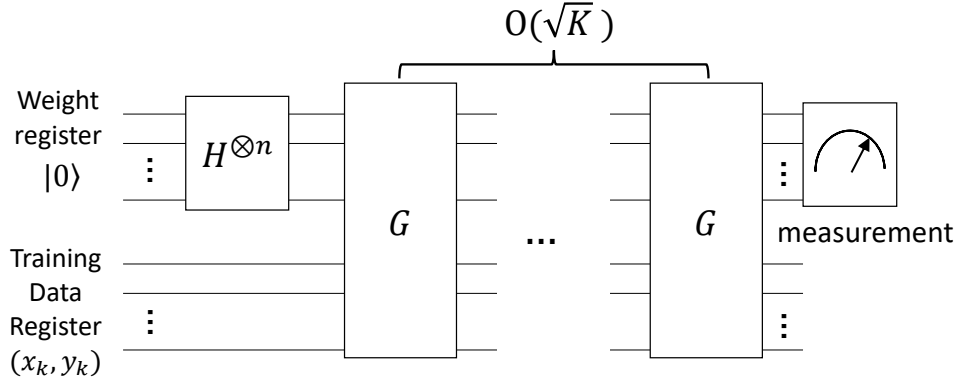 O(√K )
Weight
register
|0⟩
⋮
H^{⊗n}
G
...
G
⋮
measurement
Training
Data
Register
(x_k, y_k)
⋮
⋮